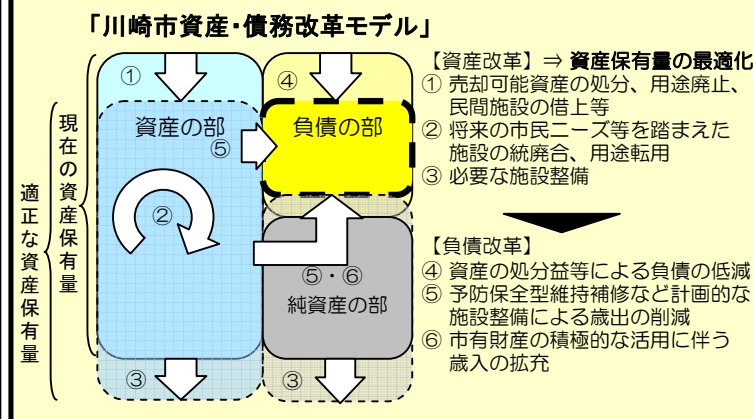 「川崎市資産・債務改革モデル」
適正な資産保有量
現在の資産保有量
①
④
資産の部
⑤
負債の部
②
⑤・⑥
純資産の部
③
③
【資産改革】⇒ 資産保有量の最適化
① 売却可能資産の処分、用途廃止、
民間施設の借上等
② 将来の市民ニーズ等を踏まえた
施設の統廃合、用途転用
③ 必要な施設整備
【負債改革】
④ 資産の処分益等による負債の低減
⑤ 予防保全型維持補修など計画的な
施設整備による歳出の削減
⑥ 市有財産の積極的な活用に伴う
歳入の拡充